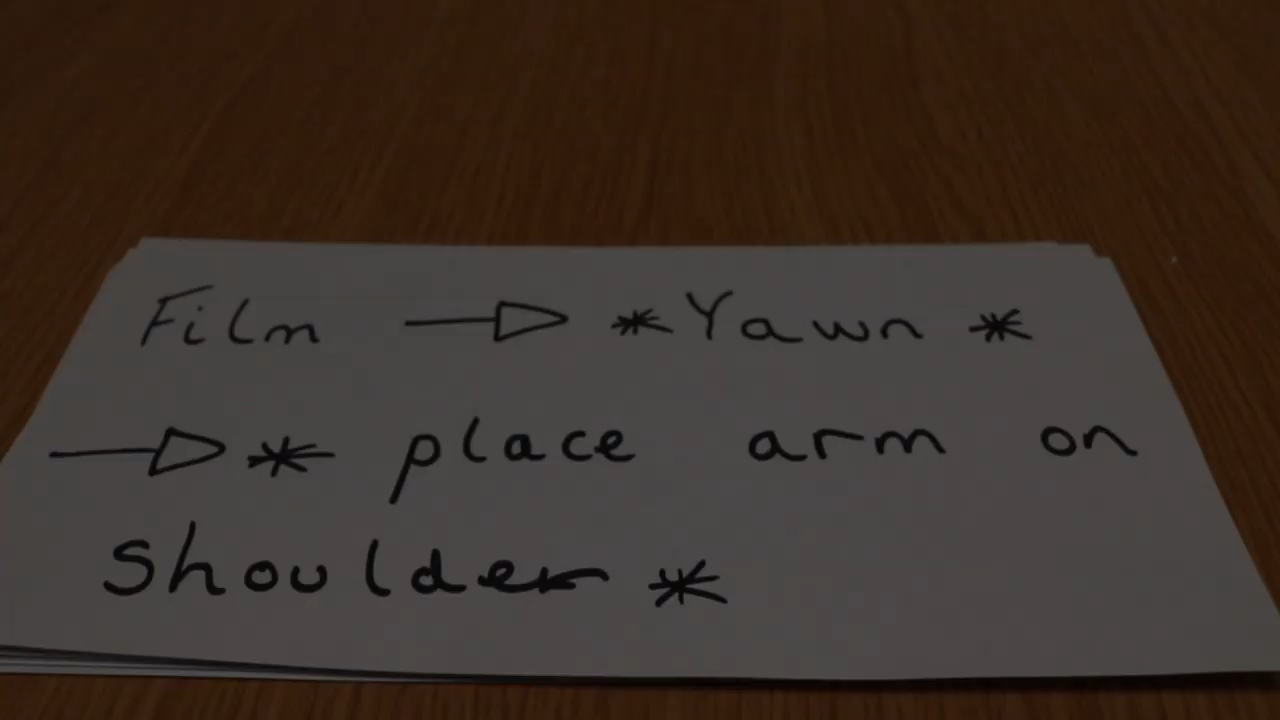 Film → *Yawn *
→ * place arm on
Shoulder *